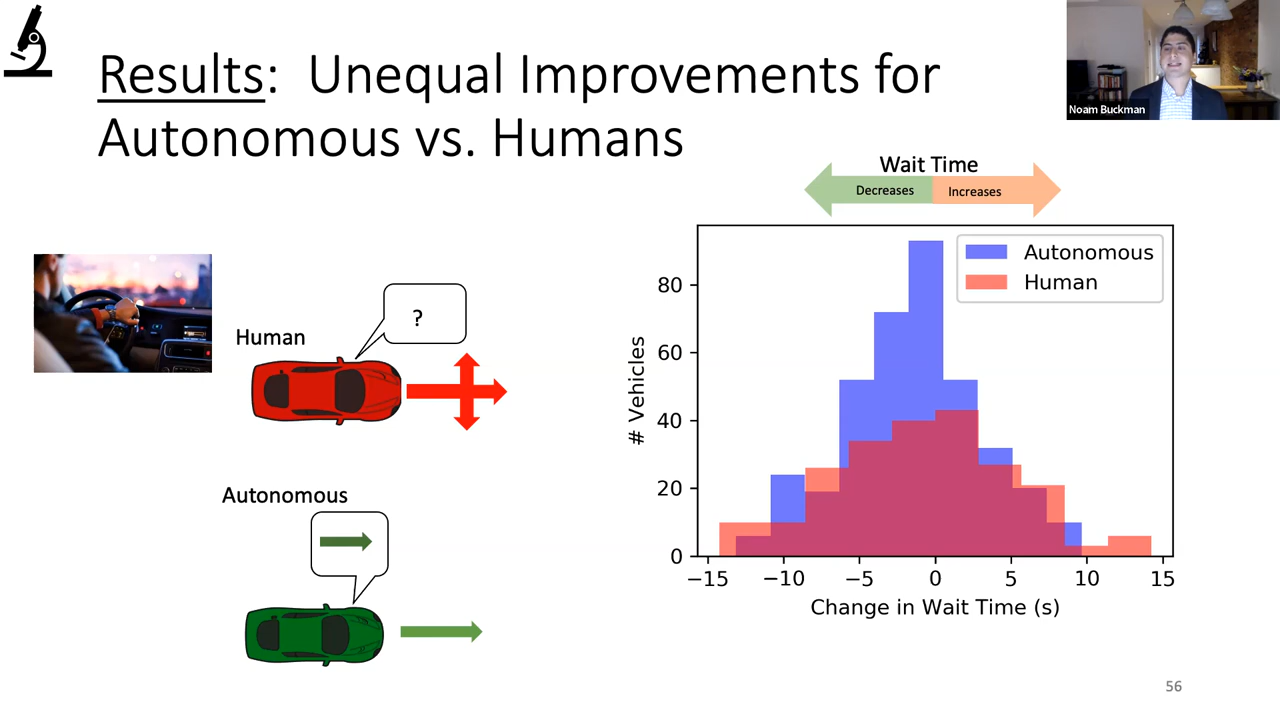 Results: Unequal Improvements for
Autonomous vs. Humans
Noam Buckman
Wait Time
Decreases Increases
Human
?
Autonomous
Autonomous
Human
# Vehicles
80
60
40
20
0
−15 −10 −5 0 5 10 15
Change in Wait Time (s)
56